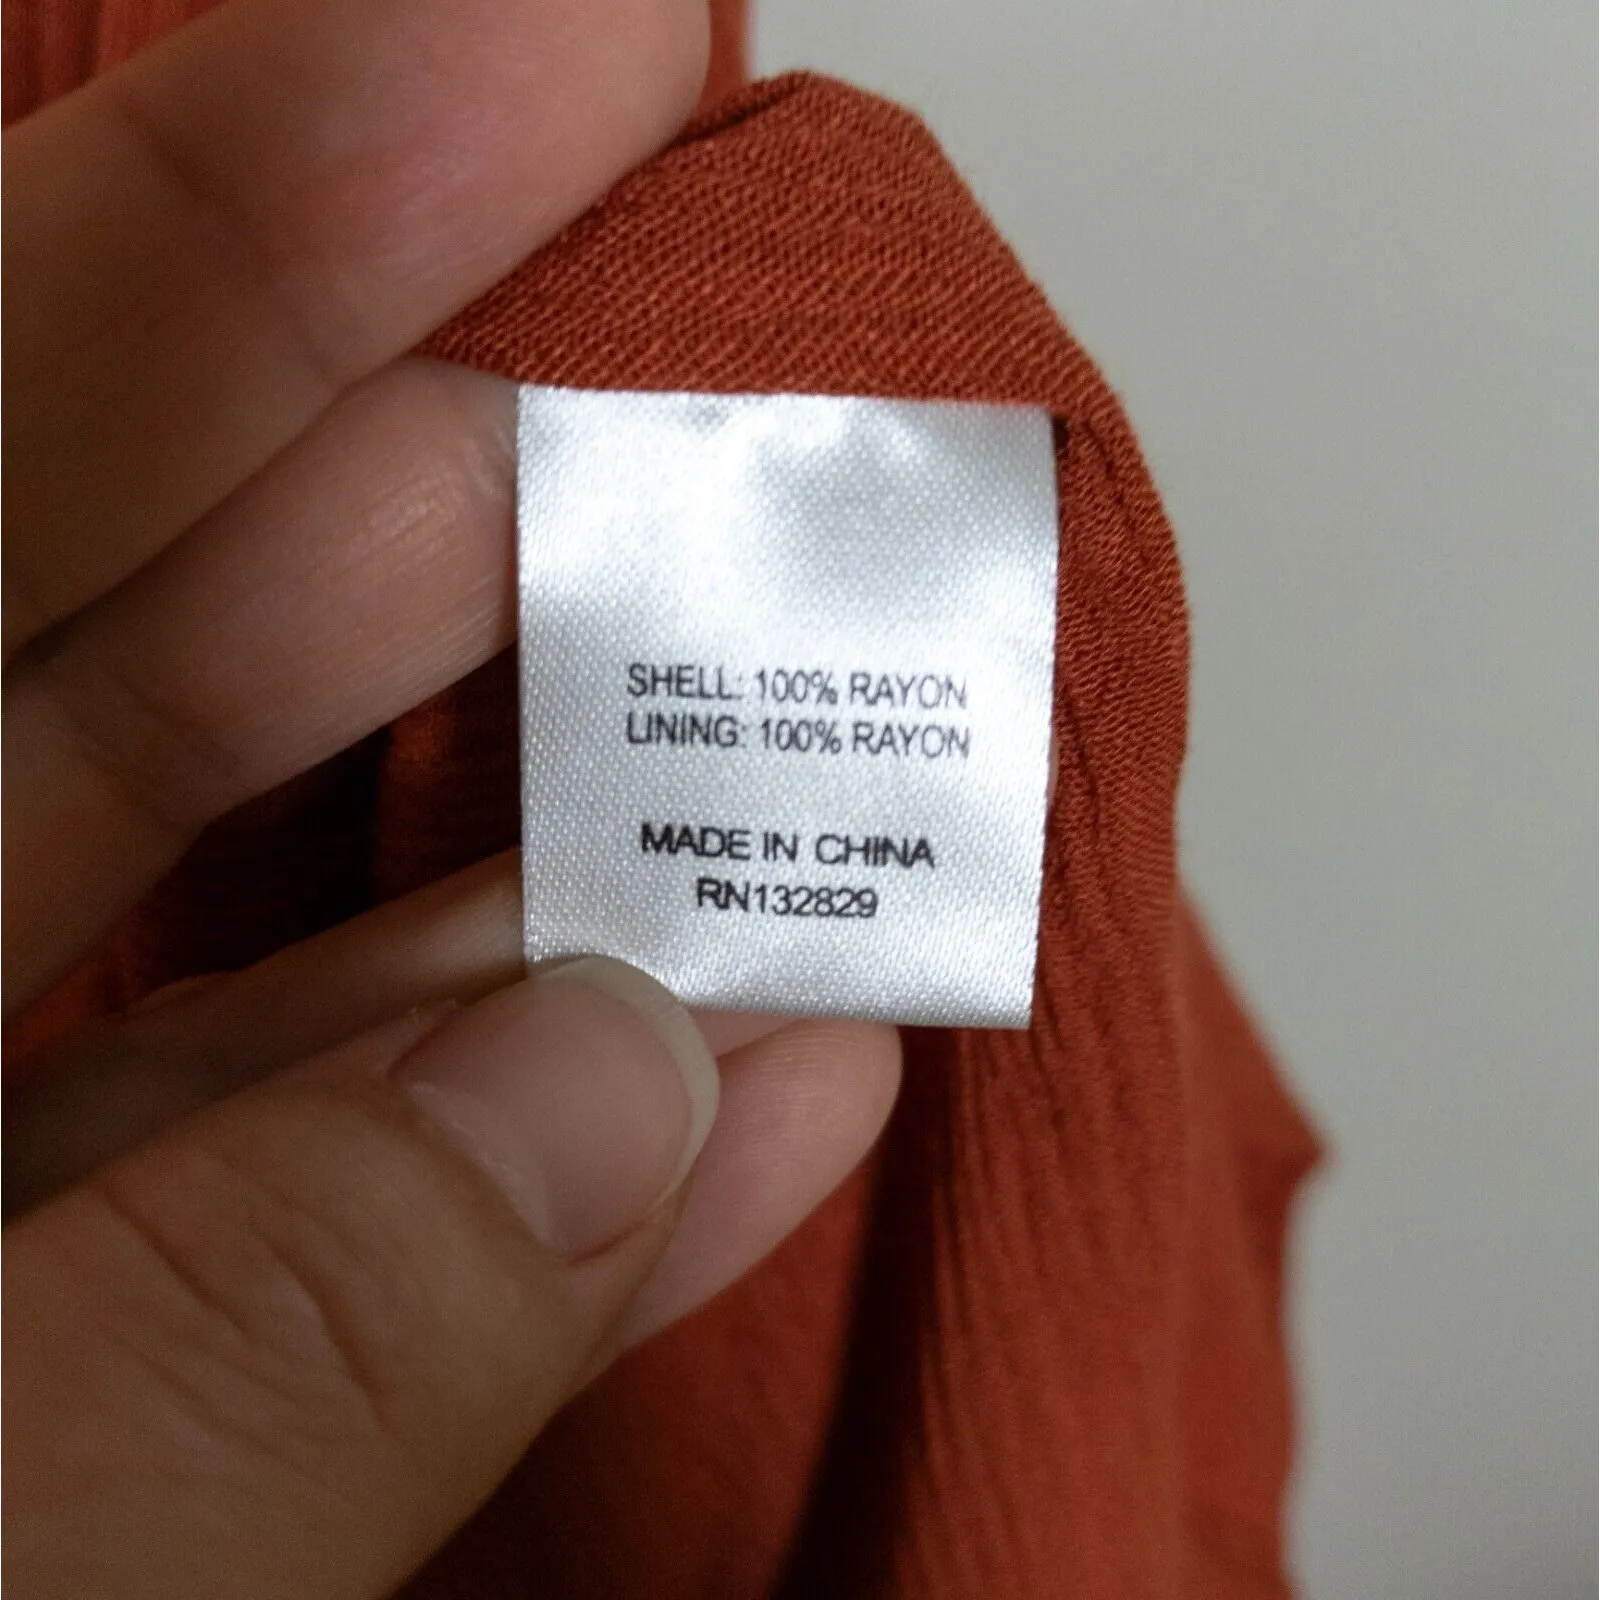 SHELL: 100% RAYON
LINING: 100% RAYON
MADE IN CHINA
RN132829